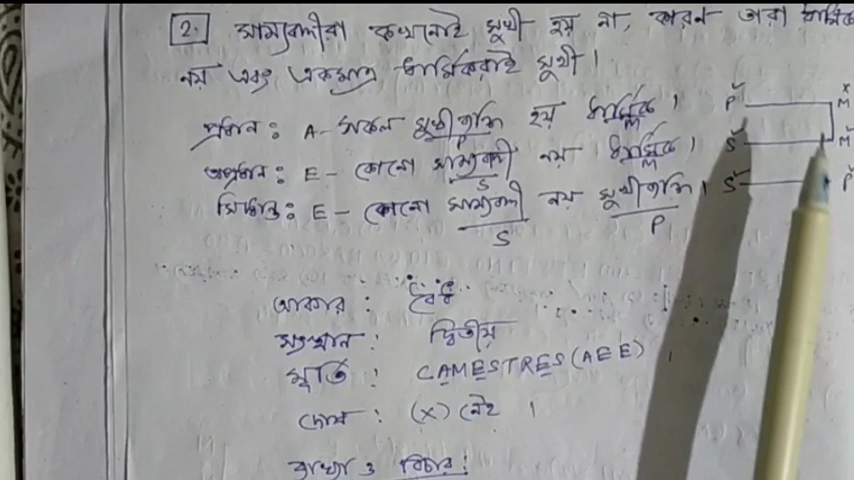 2. সাম্যবাদীরা কখনোই সুখী হয় না, কারন তারা ধার্মিক
নয় এবং একমাত্র ধার্মিকরাই সুখী।
প্রধান: A- সকল সুখীব্যক্তি হয় ধার্মিক। P M
P M
অপ্রধান: E- কোনো সাম্যবাদী নয় ধার্মিক। S M
S M
সিদ্ধান্ত: E- কোনো সাম্যবাদী নয় সুখীব্যক্তি। S P
S P
আকার: বৈধ
সংস্থান: দ্বিতীয়
মূর্তি: CAMESTRES (AEE)।
দোষ: (x) নেই।
ব্যাখ্যা ও বিচার: